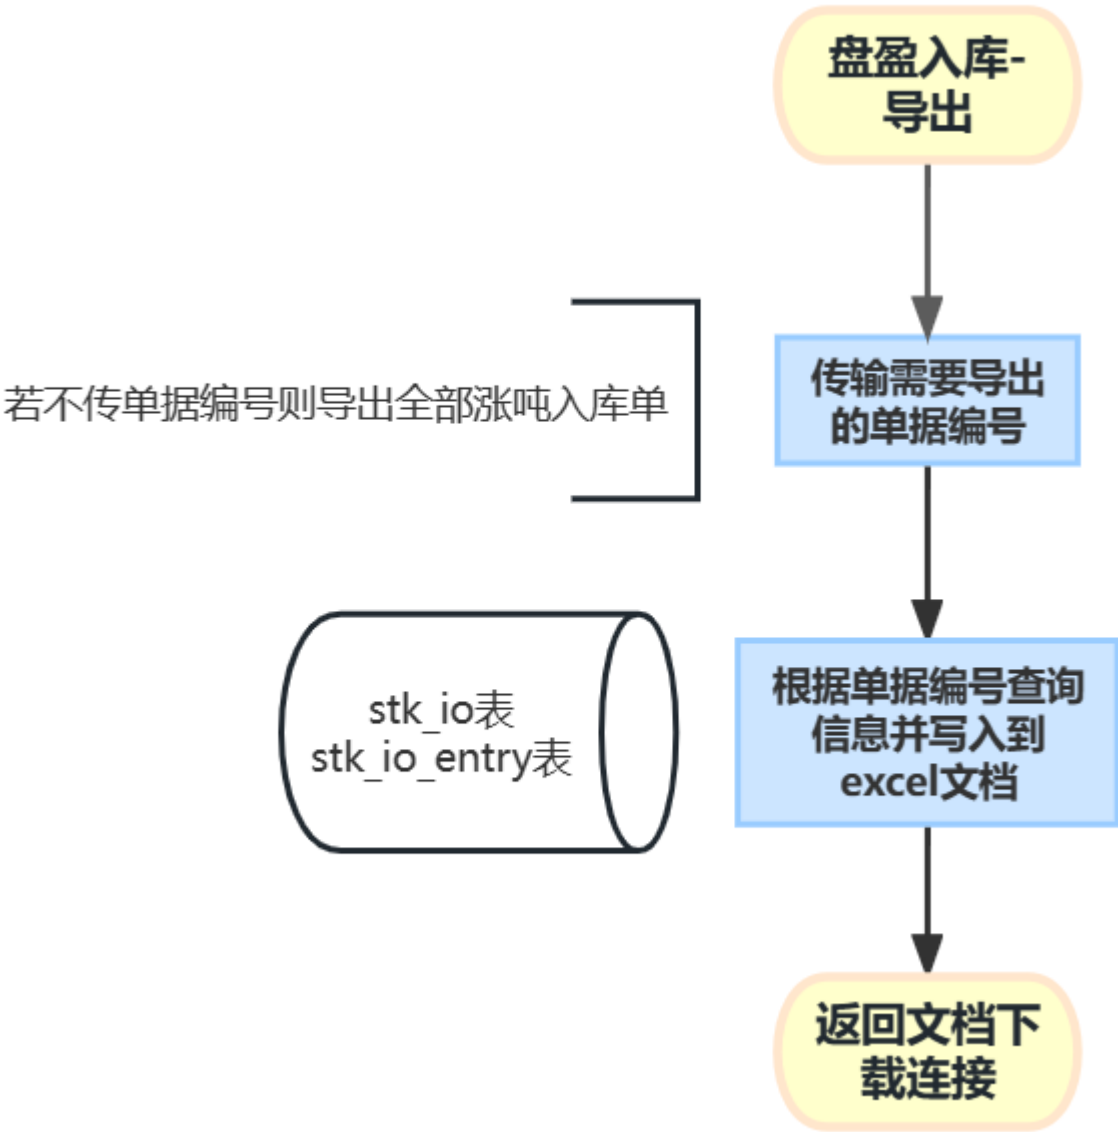 盘盈入库-
导出
传输需要导出
的单据编号
若不传单据编号则导出全部涨吨入库单
根据单据编号查询
信息并写入到
excel文档
stk_io表
stk_io_entry表
返回文档下
载连接